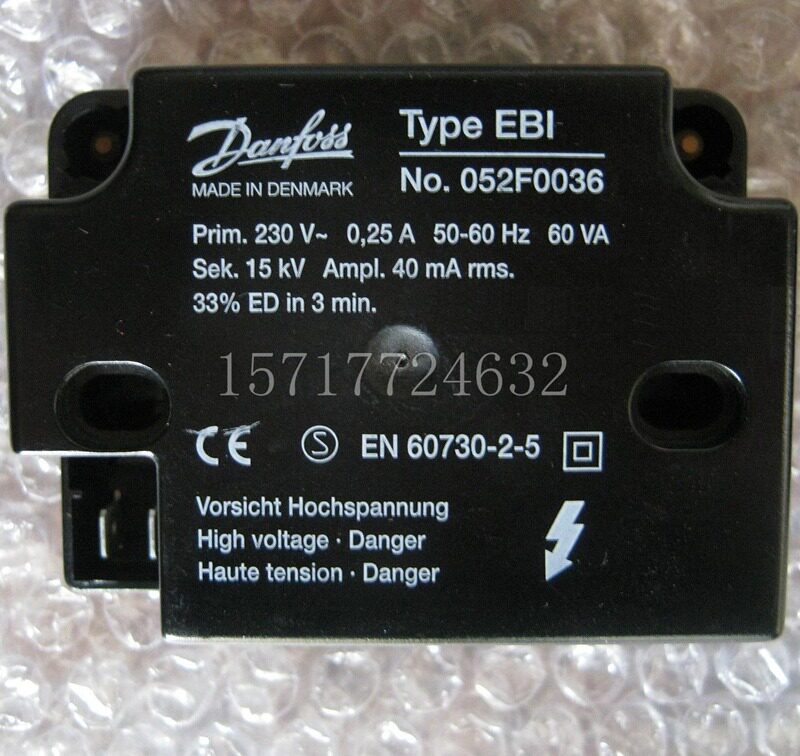 Danfoss
MADE IN DENMARK
Type EBI
No. 052F0036
Prim. 230 V~ 0,25 A 50-60 Hz 60 VA
Sek. 15 kV Ampl. 40 mA rms.
33% ED in 3 min.
15717724632
CE S EN 60730-2-5
Vorsicht Hochspannung
High voltage · Danger
Haute tension · Danger